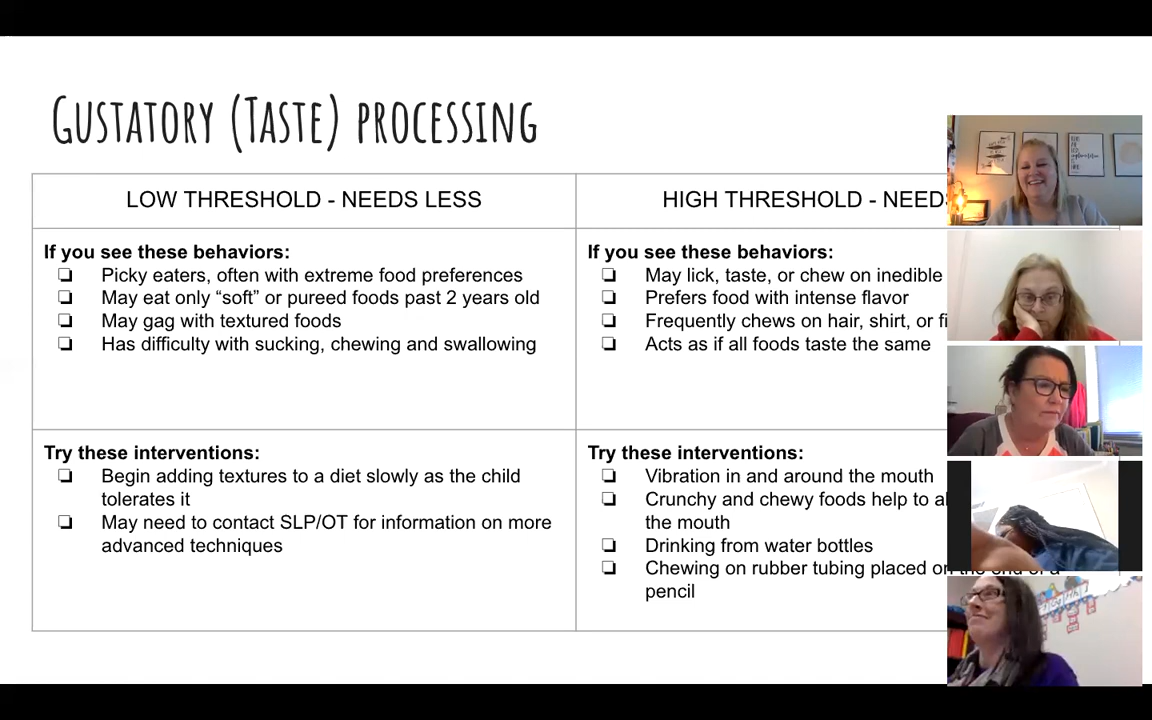 Gustatory (Taste) processing
LOW THRESHOLD - NEEDS LESS
HIGH THRESHOLD - NEEDS
If you see these behaviors:
❏ Picky eaters, often with extreme food preferences
❏ May eat only “soft” or pureed foods past 2 years old
❏ May gag with textured foods
❏ Has difficulty with sucking, chewing and swallowing
If you see these behaviors:
❏ May lick, taste, or chew on inedible
❏ Prefers food with intense flavor
❏ Frequently chews on hair, shirt, or
❏ Acts as if all foods taste the same
Try these interventions:
❏ Begin adding textures to a diet slowly as the child
tolerates it
❏ May need to contact SLP/OT for information on more
advanced techniques
Try these interventions:
❏ Vibration in and around the mouth
❏ Crunchy and chewy foods help to
the mouth
❏ Drinking from water bottles
❏ Chewing on rubber tubing placed on the end of a
pencil